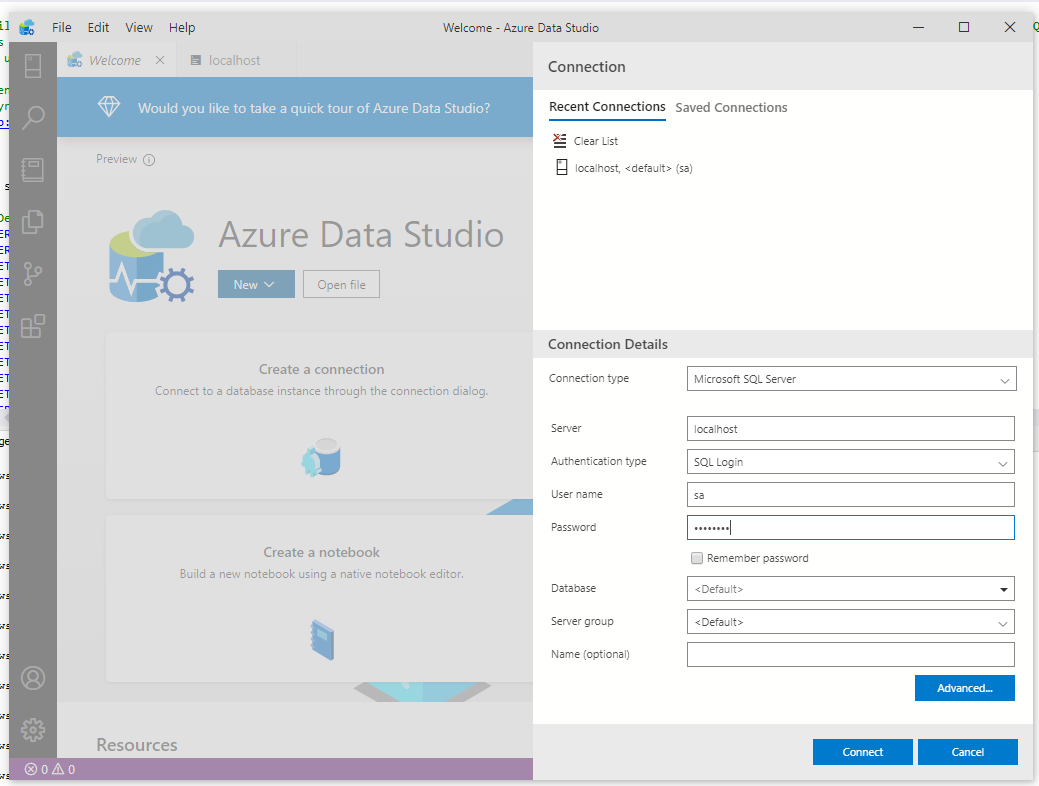 File Edit View Help
Welcome - Azure Data Studio
Welcome
localhost
Would you like to take a quick tour of Azure Data Studio?
Preview
Azure Data Studio
New
Open file
Create a connection
Connect to a database instance through the connection dialog.
Create a notebook
Build a new notebook using a native notebook editor.
Resources
0 0
Connection
Recent Connections Saved Connections
Clear List
localhost, <default> (sa)
Connection Details
Connection type Microsoft SQL Server
Server localhost
Authentication type SQL Login
User name sa
Password ••••••••
Remember password
Database <Default>
Server group <Default>
Name (optional)
Advanced...
Connect Cancel